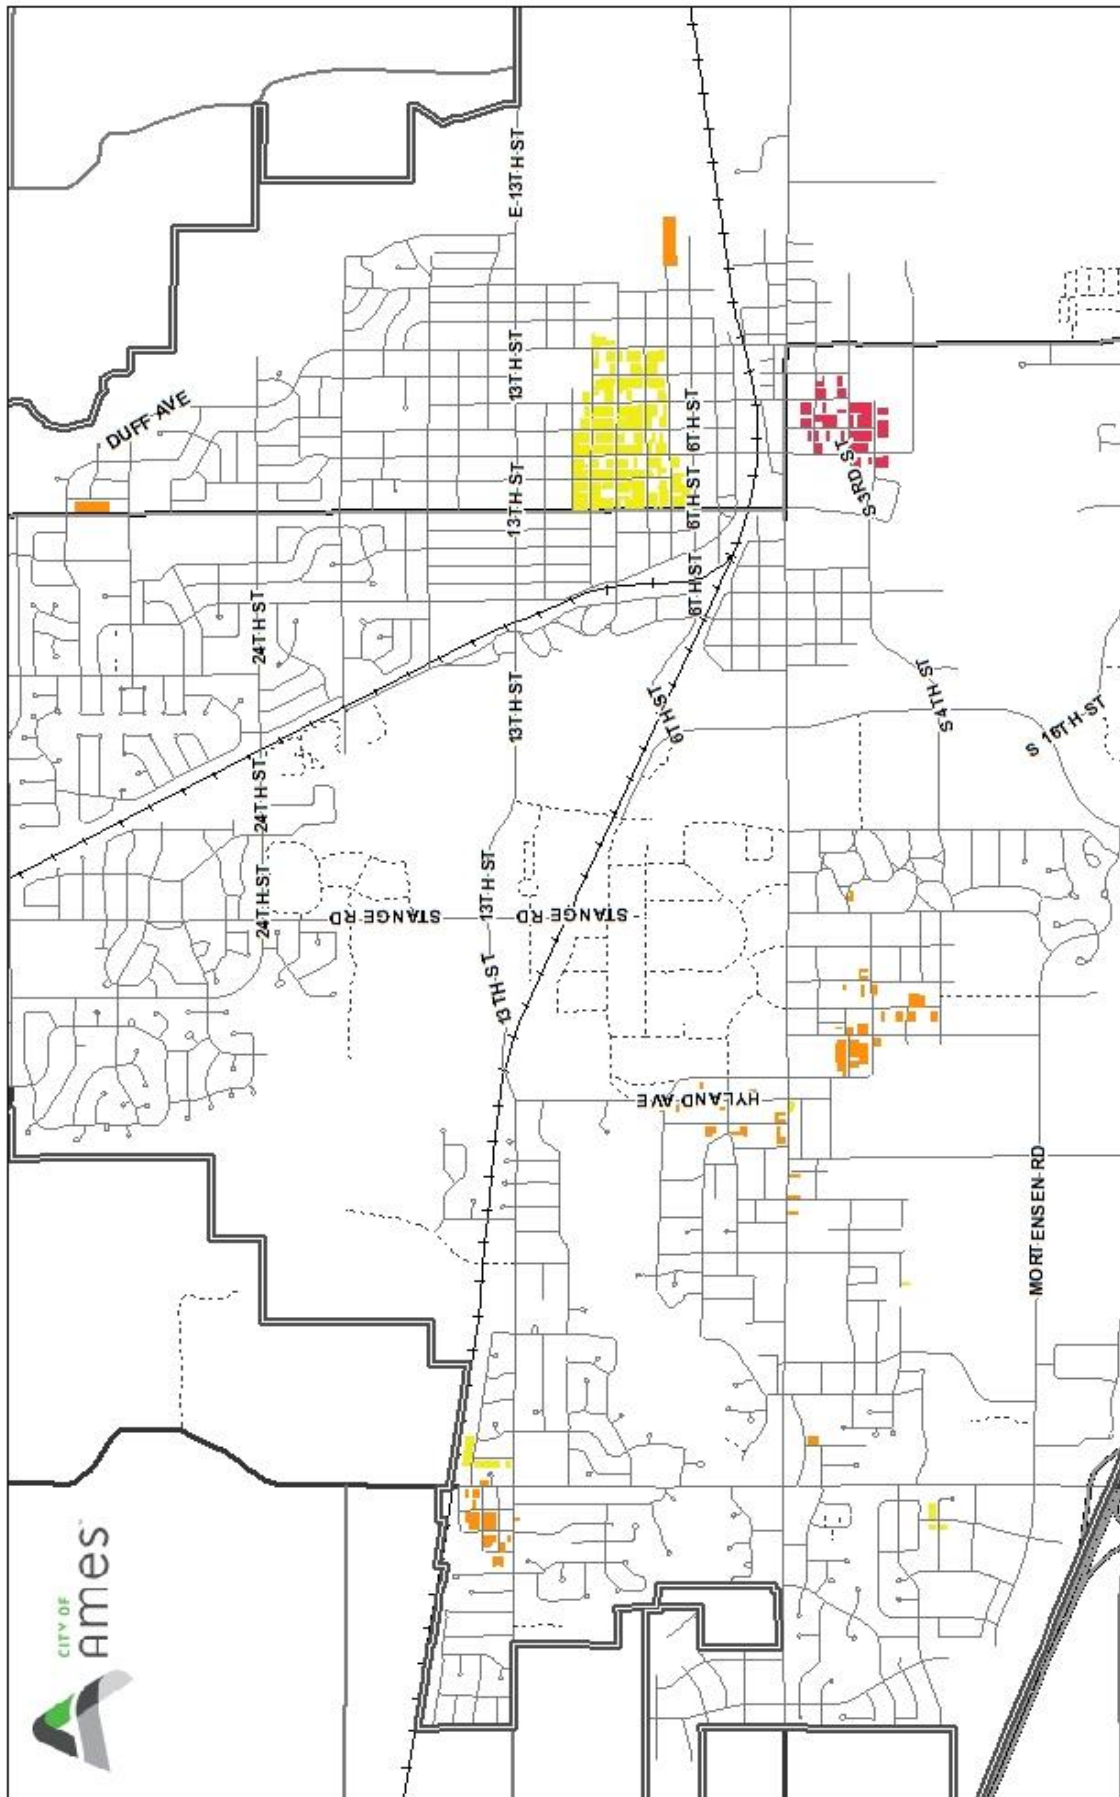 DUFF AVE
E 13TH ST
13TH ST
13TH ST
13TH ST
13TH ST
13TH ST
24TH ST
24TH ST
24TH ST
6TH ST
6TH ST
6TH ST
6TH ST
S 3RD ST
S 4TH ST
S 16TH ST
STANGE RD
STANGE RD
HYLAND AVE
MORTENSEN RD
CITY OF
Ames